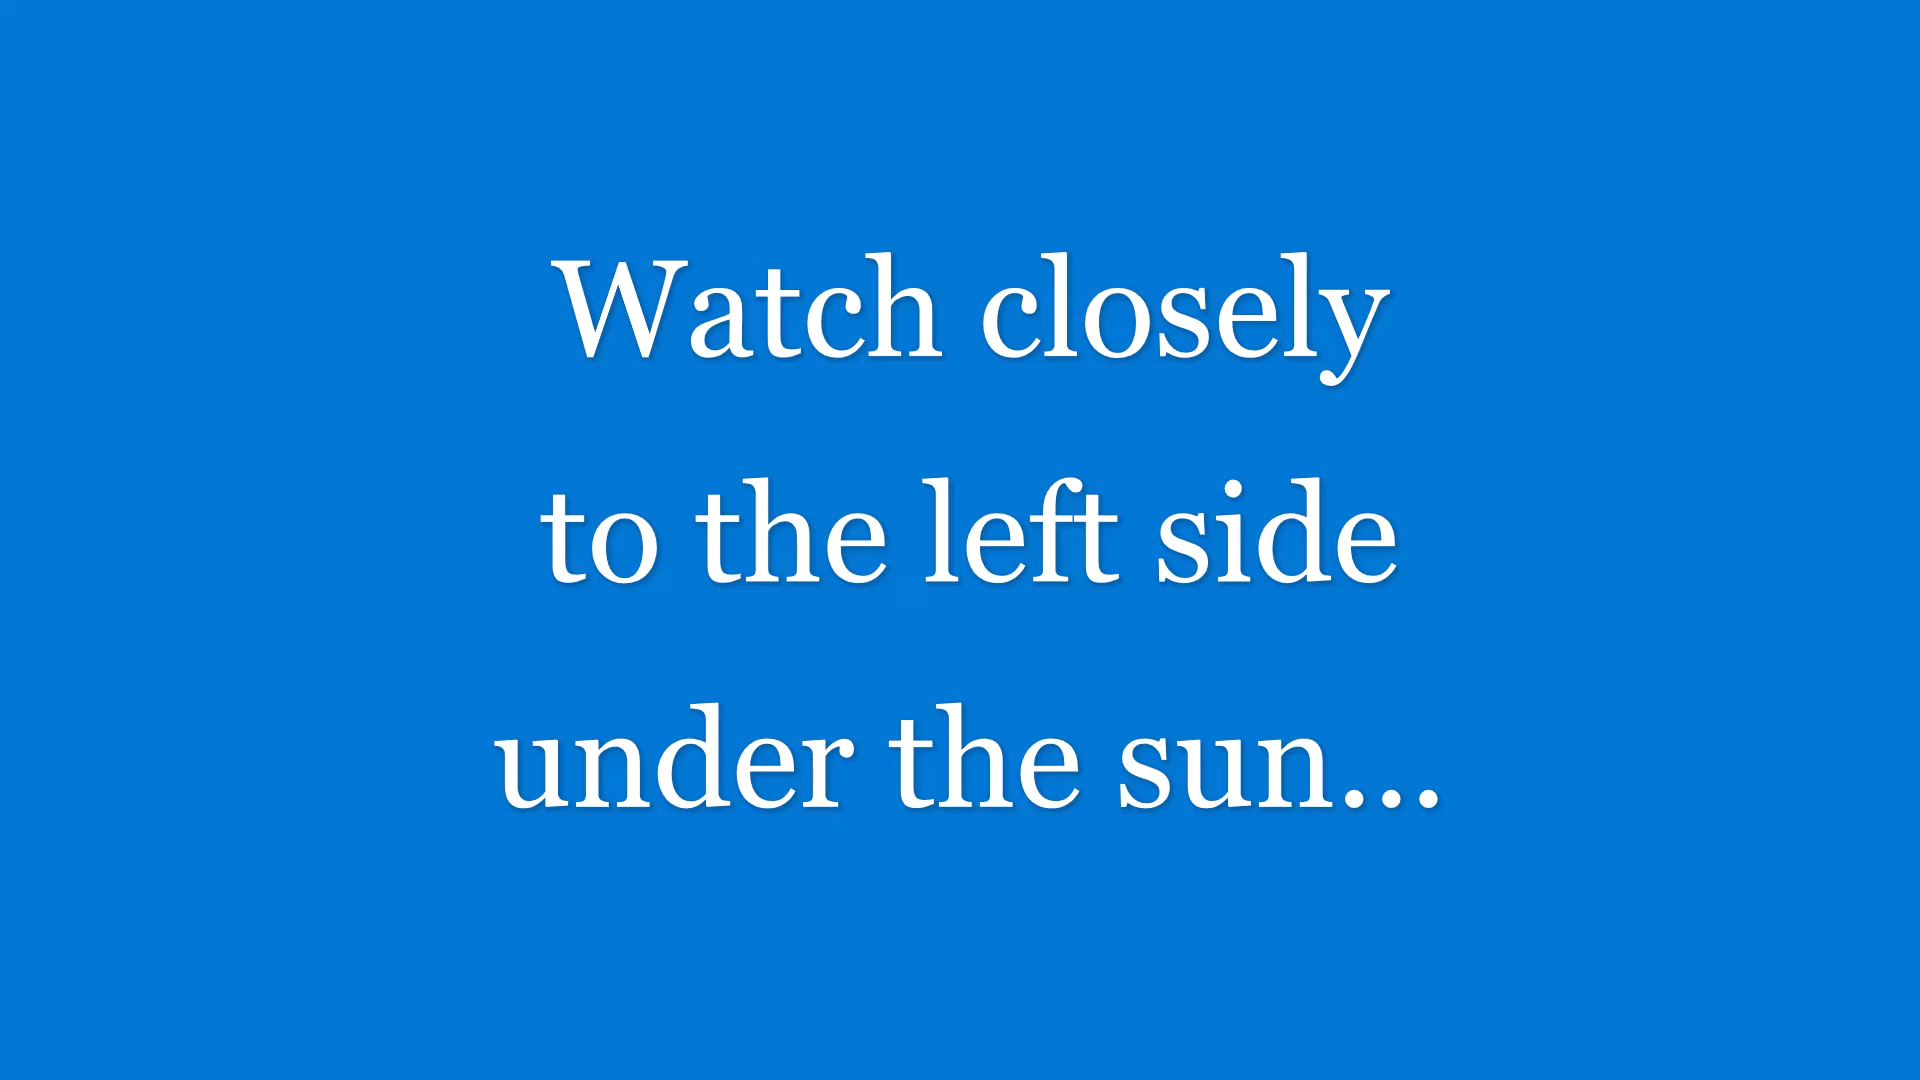 Watch closely
to the left side
under the sun...